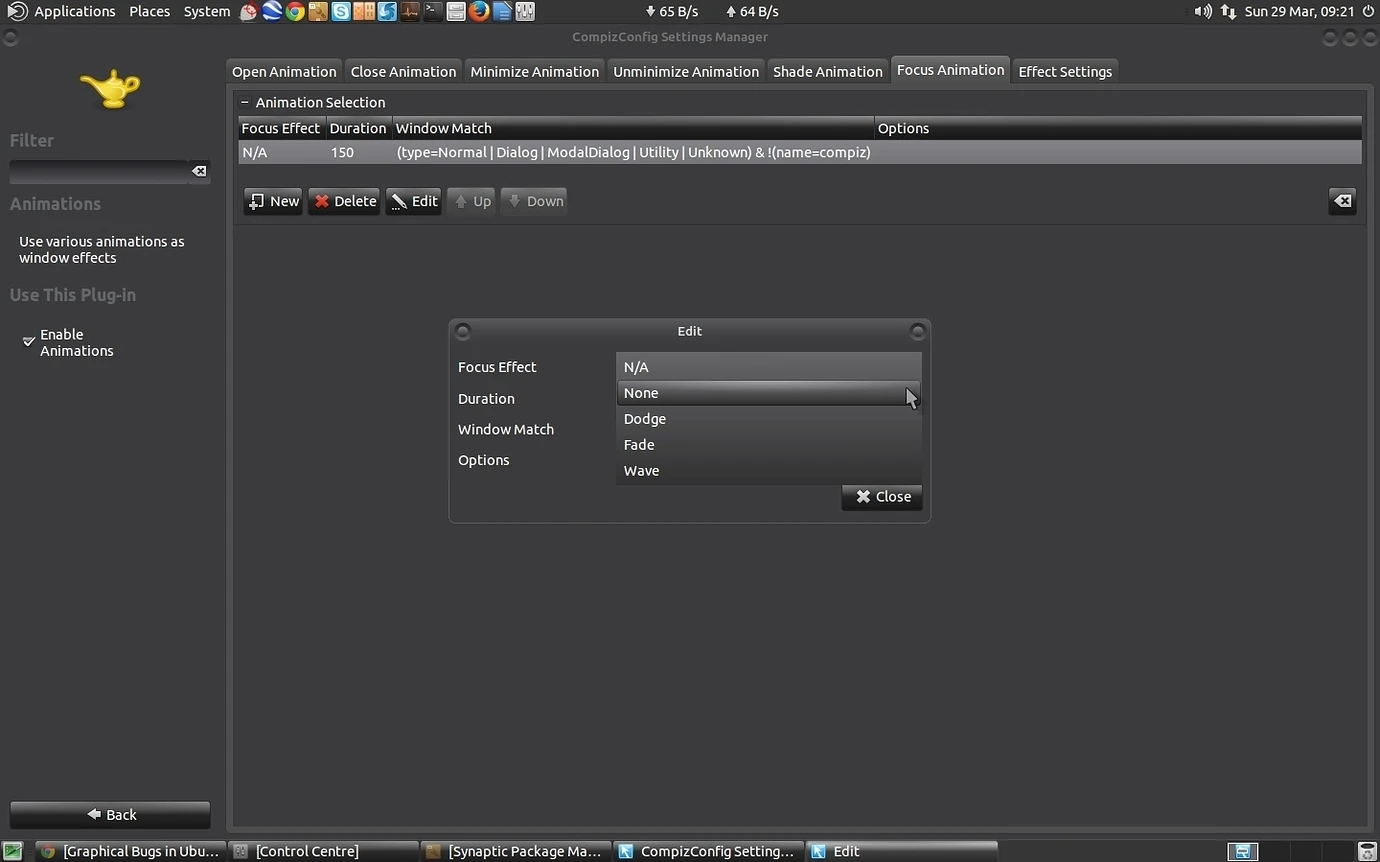 Applications Places System 65 B/s 64 B/s Sun 29 Mar, 09:21
CompizConfig Settings Manager
Open Animation Close Animation Minimize Animation Unminimize Animation Shade Animation Focus Animation Effect Settings
Animation Selection
Focus Effect Duration Window Match Options
N/A 150 (type=Normal | Dialog | ModalDialog | Utility | Unknown) & !(name=compiz)
New Delete Edit Up Down
Filter
Animations
Use various animations as
window effects
Use This Plug-in
Enable
Animations
Edit
Focus Effect N/A
None
Duration
Dodge
Window Match
Fade
Options
Wave
Close
Back
[Graphical Bugs in Ubu... [Control Centre] [Synaptic Package Ma... CompizConfig Setting... Edit